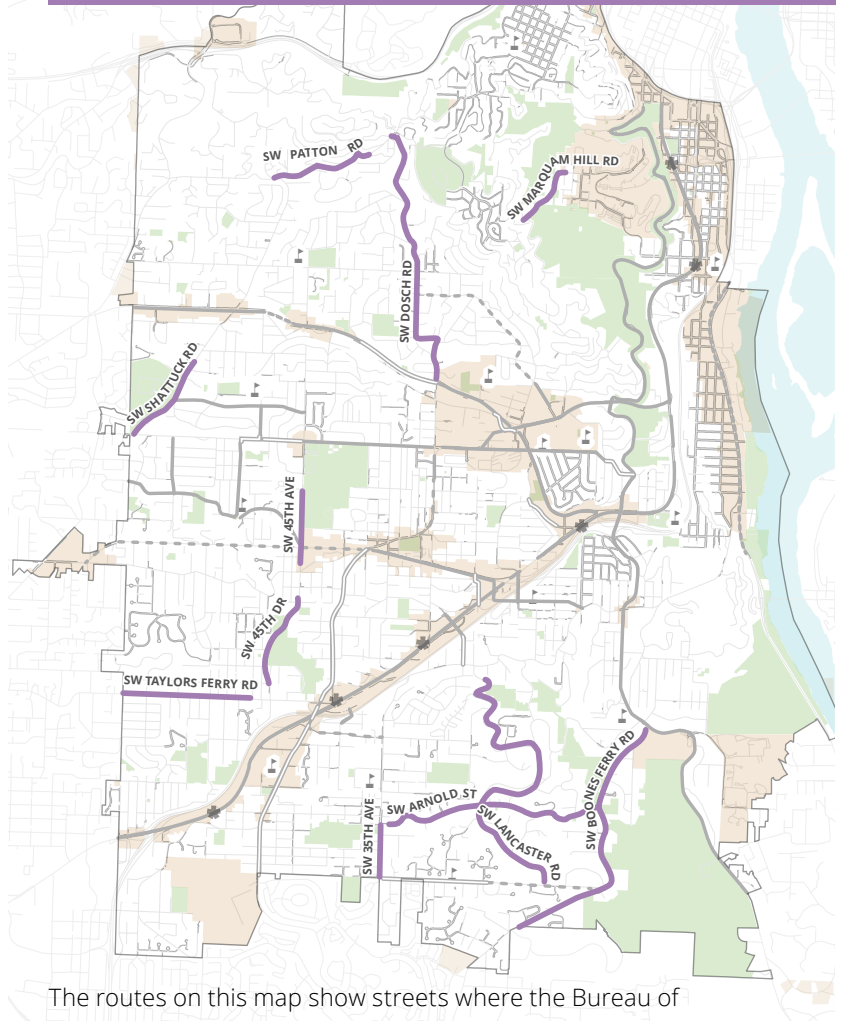 SW PATTON RD
SW MARQUAM HILL RD
SW DOSCH RD
SW SHATTUCK RD
SW 45TH AVE
SW 45TH DR
SW TAYLORS FERRY RD
SW BOONES FERRY RD
SW ARNOLD ST
SW LANCASTER RD
SW 35TH AVE
The routes on this map show streets where the Bureau of